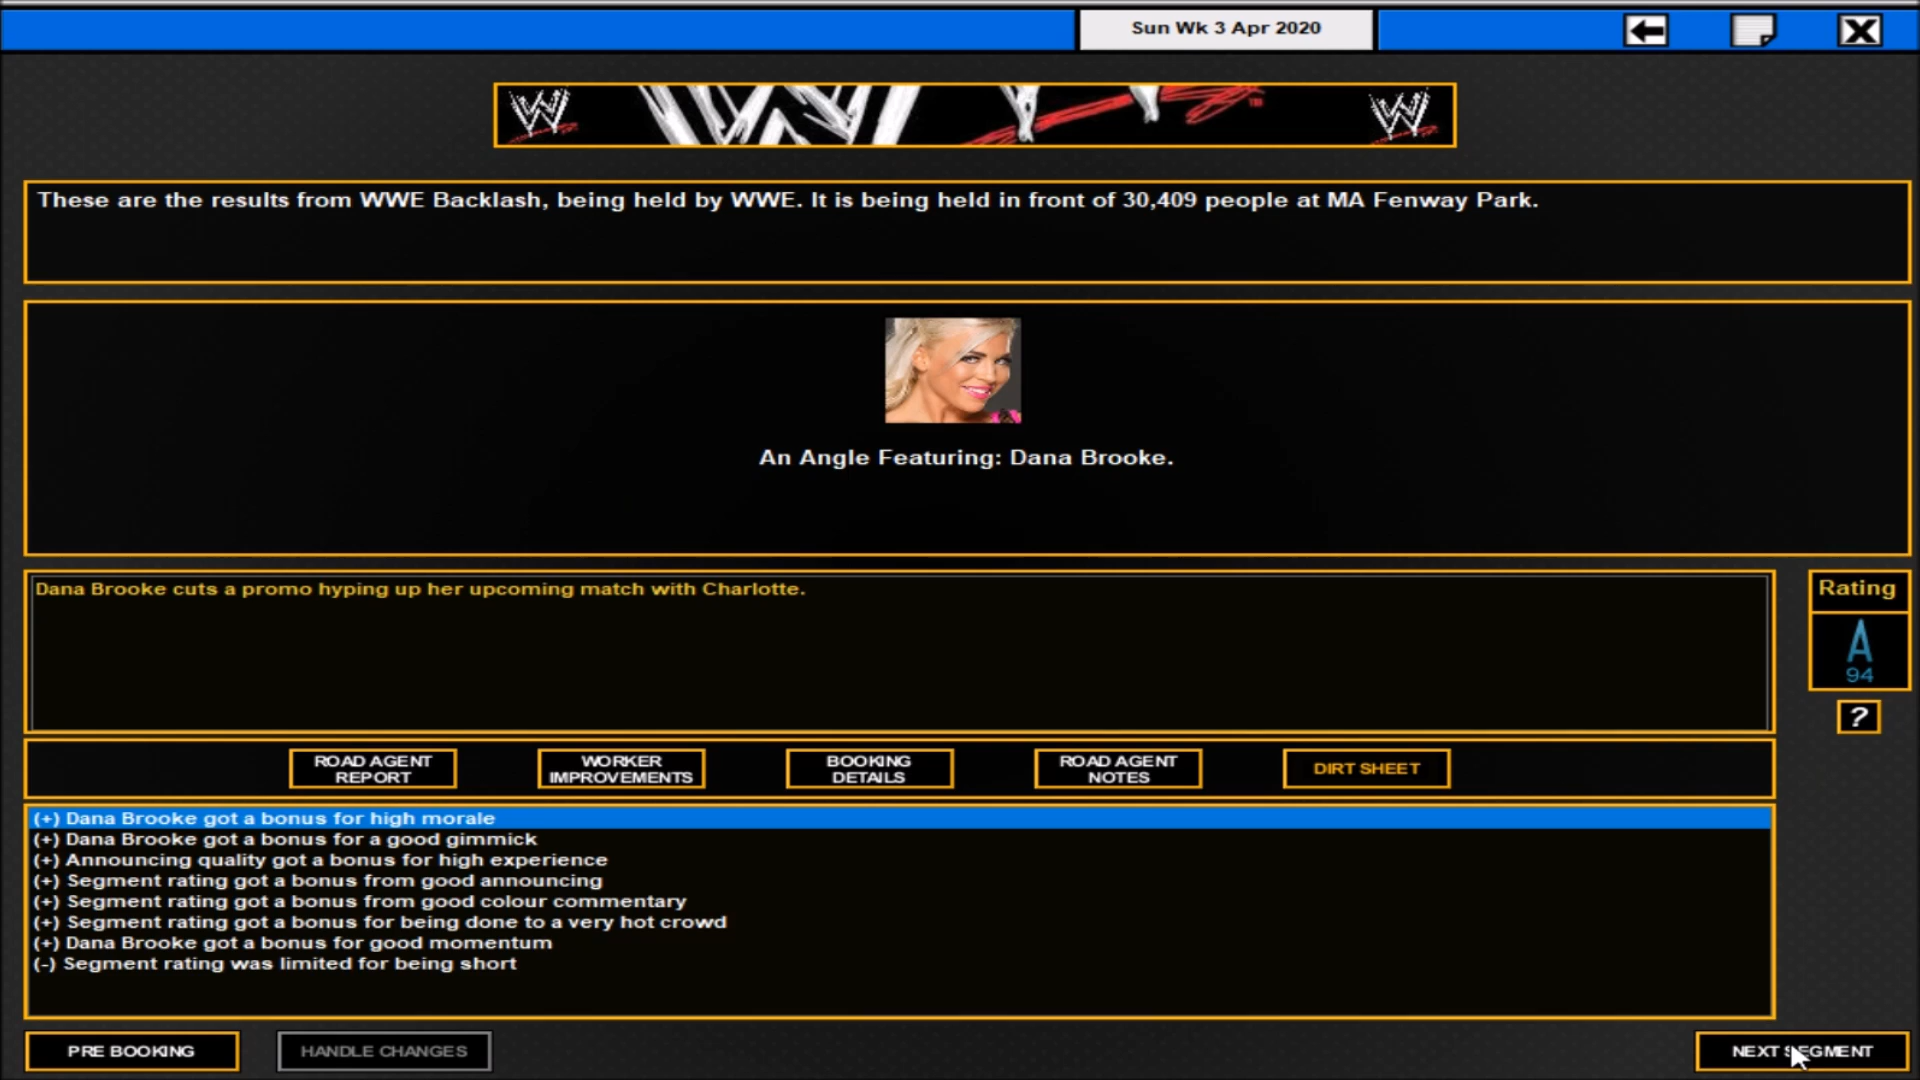 Sun Wk 3 Apr 2020
These are the results from WWE Backlash, being held by WWE. It is being held in front of 30,409 people at MA Fenway Park.
An Angle Featuring: Dana Brooke.
Dana Brooke cuts a promo hyping up her upcoming match with Charlotte.
Rating
A
94
?
ROAD AGENT
REPORT
WORKER
IMPROVEMENTS
BOOKING
DETAILS
ROAD AGENT
NOTES
DIRT SHEET
(+) Dana Brooke got a bonus for high morale
(+) Dana Brooke got a bonus for a good gimmick
(+) Announcing quality got a bonus for high experience
(+) Segment rating got a bonus from good announcing
(+) Segment rating got a bonus from good colour commentary
(+) Segment rating got a bonus for being done to a very hot crowd
(+) Dana Brooke got a bonus for good momentum
(-) Segment rating was limited for being short
PRE BOOKING
HANDLE CHANGES
NEXT SEGMENT